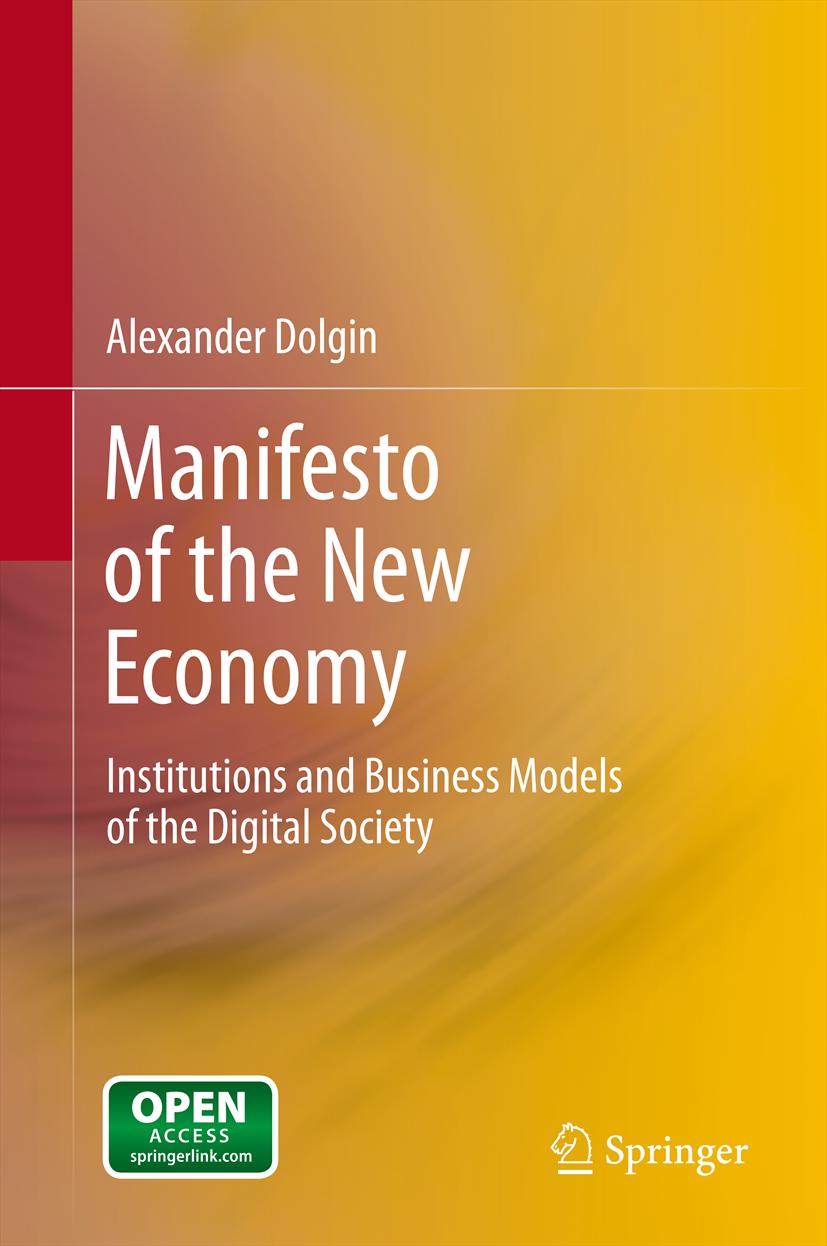 Alexander Dolgin
Manifesto
of the New
Economy
Institutions and Business Models
of the Digital Society
OPEN
ACCESS
springerlink.com
Springer